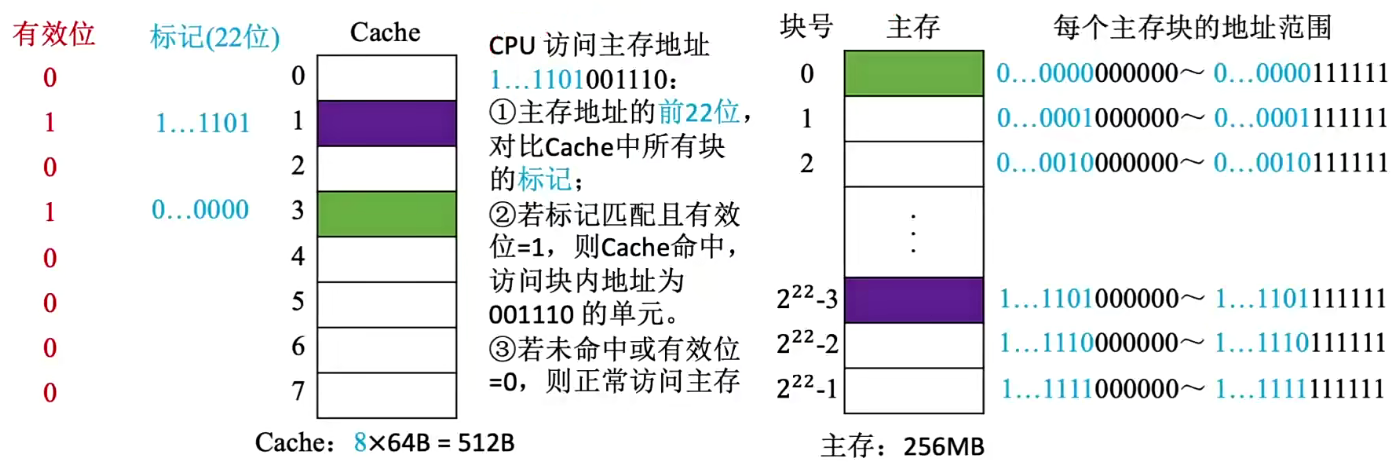 有效位
标记(22位)
Cache
0
1
0
1
0
0
0
0
1…1101
0…0000
0
1
2
3
4
5
6
7
Cache：8×64B = 512B
CPU 访问主存地址
1…1101001110：
①主存地址的前22位，
对比Cache中所有块
的标记；
②若标记匹配且有效
位=1，则Cache命中，
访问块内地址为
001110 的单元。
③若未命中或有效位
=0，则正常访问主存
块号
主存
每个主存块的地址范围
0
0…0000000000～ 0…0000111111
1
0…0001000000～ 0…0001111111
2
0…0010000000～ 0…0010111111
2²²-3
1…1101000000～ 1…1101111111
2²²-2
1…1110000000～ 1…1110111111
2²²-1
1…1111000000～ 1…1111111111
主存：256MB